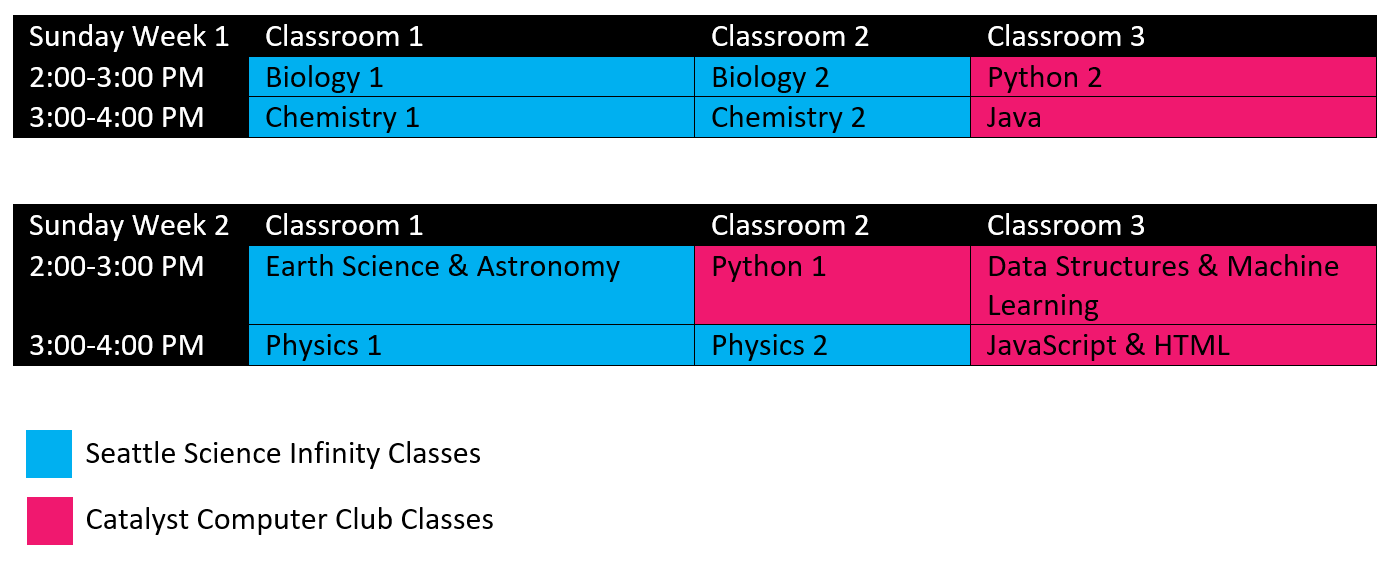 Sunday Week 1 Classroom 1 Classroom 2 Classroom 3
2:00-3:00 PM Biology 1 Biology 2 Python 2
3:00-4:00 PM Chemistry 1 Chemistry 2 Java
Sunday Week 2 Classroom 1 Classroom 2 Classroom 3
2:00-3:00 PM Earth Science & Astronomy Python 1 Data Structures & Machine
Learning
3:00-4:00 PM Physics 1 Physics 2 JavaScript & HTML
Seattle Science Infinity Classes
Catalyst Computer Club Classes